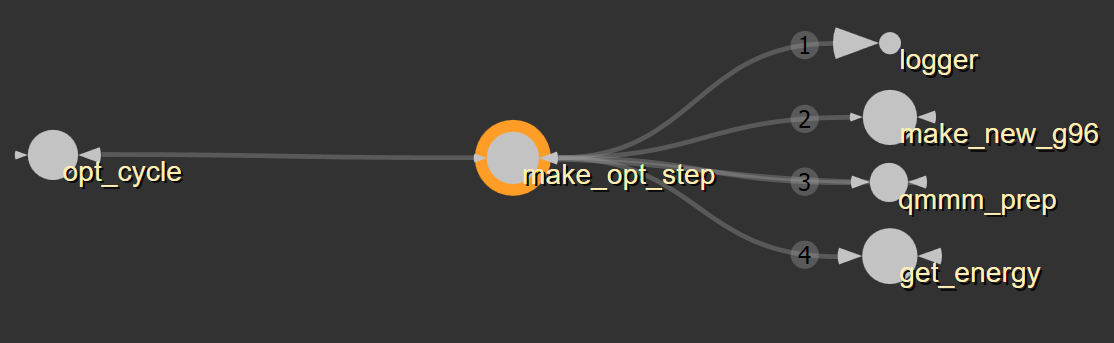 opt_cycle
make_opt_step
1
logger
2
make_new_g96
3
qmmm_prep
4
get_energy